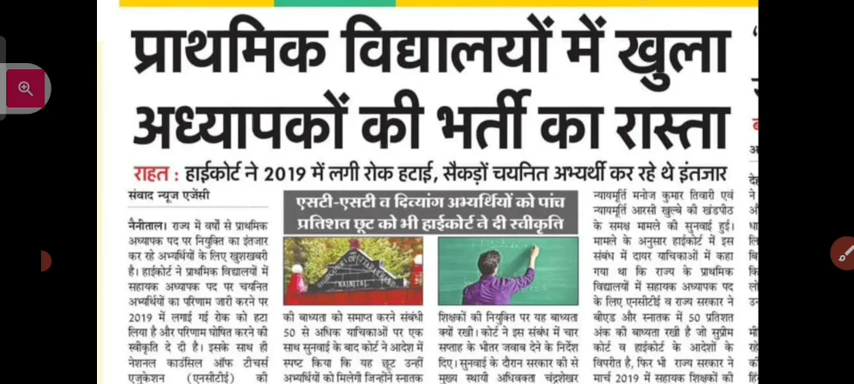 प्राथमिक विद्यालयों में खुला
अध्यापकों की भर्ती का रास्ता
राहत : हाईकोर्ट ने 2019 में लगी रोक हटाई, सैकड़ों चयनित अभ्यर्थी कर रहे थे इंतजार
संवाद न्यूज एजेंसी
नैनीताल। राज्य में वर्षों से प्राथमिक
अध्यापक पद पर नियुक्ति का इंतजार
कर रहे अभ्यर्थियों के लिए खुशखबरी
है। हाईकोर्ट ने प्राथमिक विद्यालयों में
सहायक अध्यापक पद पर चयनित
अभ्यर्थियों का परिणाम जारी करने पर
2019 में लगाई गई रोक को हटा
लिया है और परिणाम घोषित करने की
स्वीकृति दे दी है। इसके साथ ही
नेशनल काउंसिल ऑफ टीचर्स
एजुकेशन (एनसीटीई) की
एसटी-एसटी व दिव्यांग अभ्यर्थियों को पांच
प्रतिशत छूट को भी हाईकोर्ट ने दी स्वीकृति
NAINITAL
की बाध्यता को समाप्त करने संबंधी
50 से अधिक याचिकाओं पर एक
साथ सुनवाई के बाद कोर्ट ने आदेश में
स्पष्ट किया कि यह छूट उन्हीं
अभ्यर्थियों को मिलेगी जिन्होंने स्नातक
शिक्षकों की नियुक्ति पर यह बाध्यता
क्यों रखी। कोर्ट ने इस संबंध में चार
सप्ताह के भीतर जवाब देने के निर्देश
दिए। सुनवाई के दौरान सरकार की से
मुख्य स्थायी अधिवक्ता चंद्रशेखर
न्यायमूर्ति मनोज कुमार तिवारी एवं
न्यायमूर्ति आरसी खुल्बे की खंडपीठ
के समक्ष मामले की सुनवाई हुई।
मामले के अनुसार हाईकोर्ट में इस
संबंध में दायर याचिकाओं में कहा
गया था कि राज्य के प्राथमिक
विद्यालयों में सहायक अध्यापक पद
के लिए एनसीटीई व राज्य सरकार ने
बीएड और स्नातक में 50 प्रतिशत
अंक की बाध्यता रखी है जो सुप्रीम
कोर्ट व हाईकोर्ट के आदेशों के
विपरीत है, फिर भी राज्य सरकार ने
मार्च 2019 में सहायक शिक्षकों की